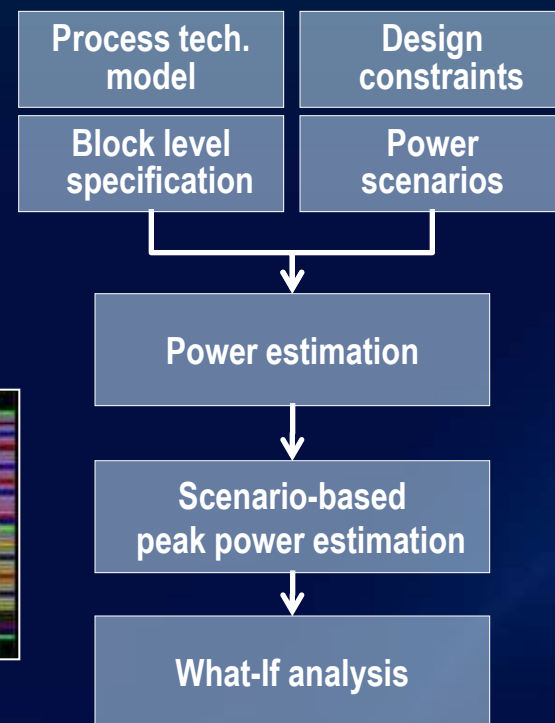 Process tech.
model
Design
constraints
Block level
specification
Power
scenarios
Power estimation
Scenario-based
peak power estimation
What-If analysis